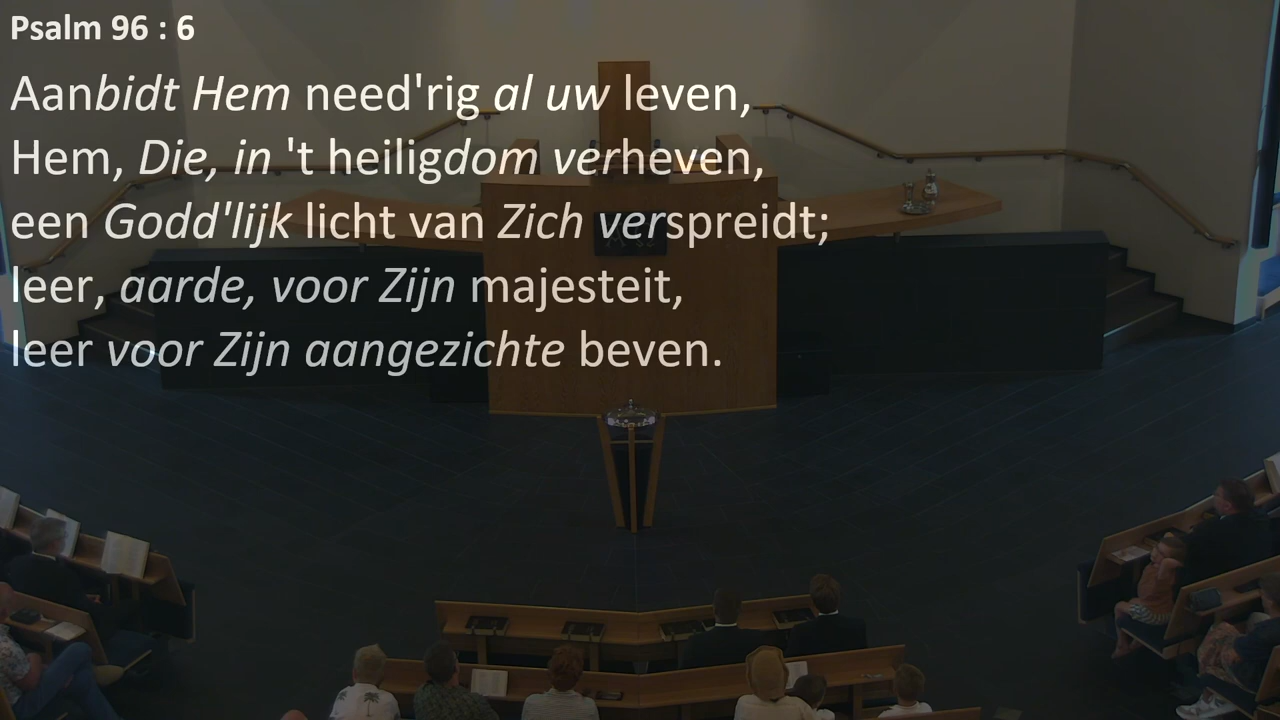 Psalm 96 : 6
Aanbidt Hem need'rig al uw leven,
Hem, Die, in 't heiligdom verheven,
een Godd'lijk licht van Zich verspreidt;
leer, aarde, voor Zijn majesteit,
leer voor Zijn aangezichte beven.